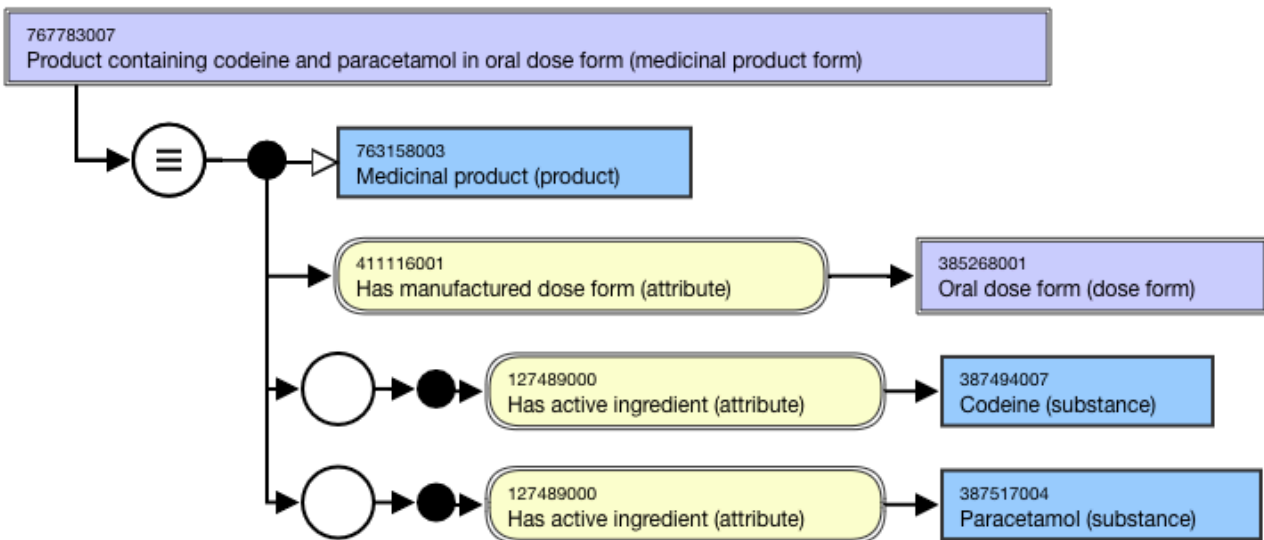 767783007
Product containing codeine and paracetamol in oral dose form (medicinal product form)
763158003
Medicinal product (product)
411116001
Has manufactured dose form (attribute)
385268001
Oral dose form (dose form)
127489000
Has active ingredient (attribute)
387494007
Codeine (substance)
127489000
Has active ingredient (attribute)
387517004
Paracetamol (substance)